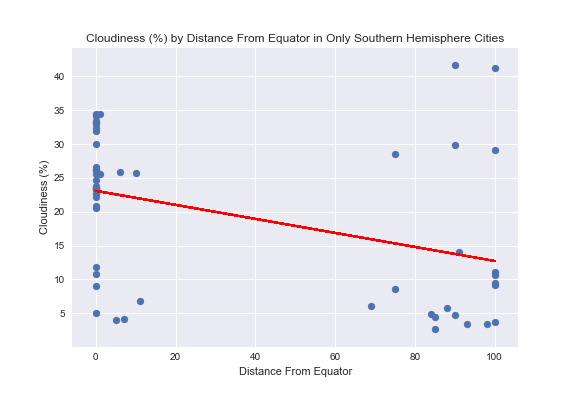 Cloudiness (%) by Distance From Equator in Only Southern Hemisphere Cities
Cloudiness (%)
40
35
30
25
20
15
10
5
0 20 40 60 80 100
Distance From Equator